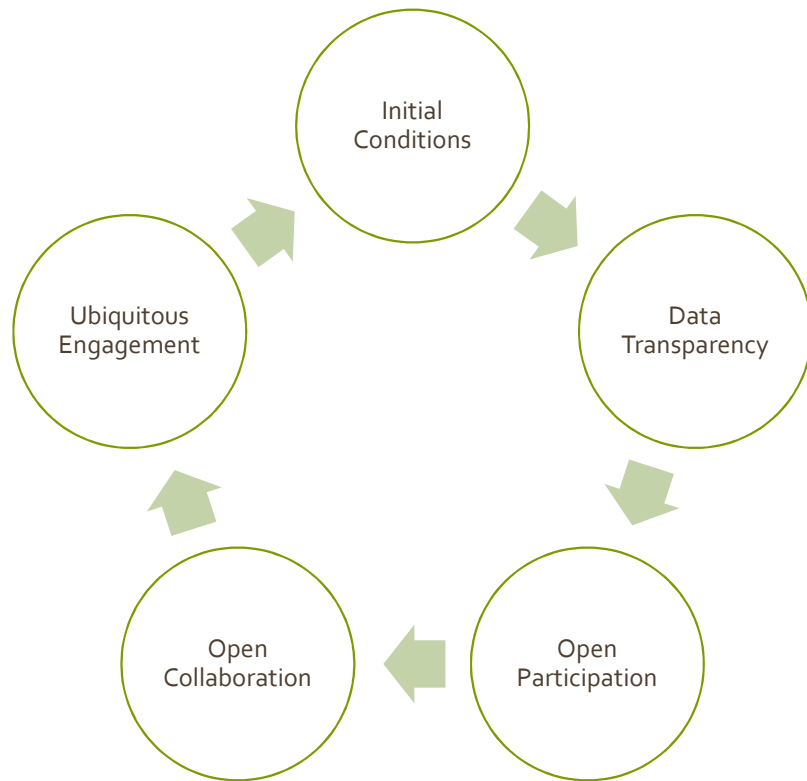 Initial
Conditions
Data
Transparency
Open
Participation
Open
Collaboration
Ubiquitous
Engagement